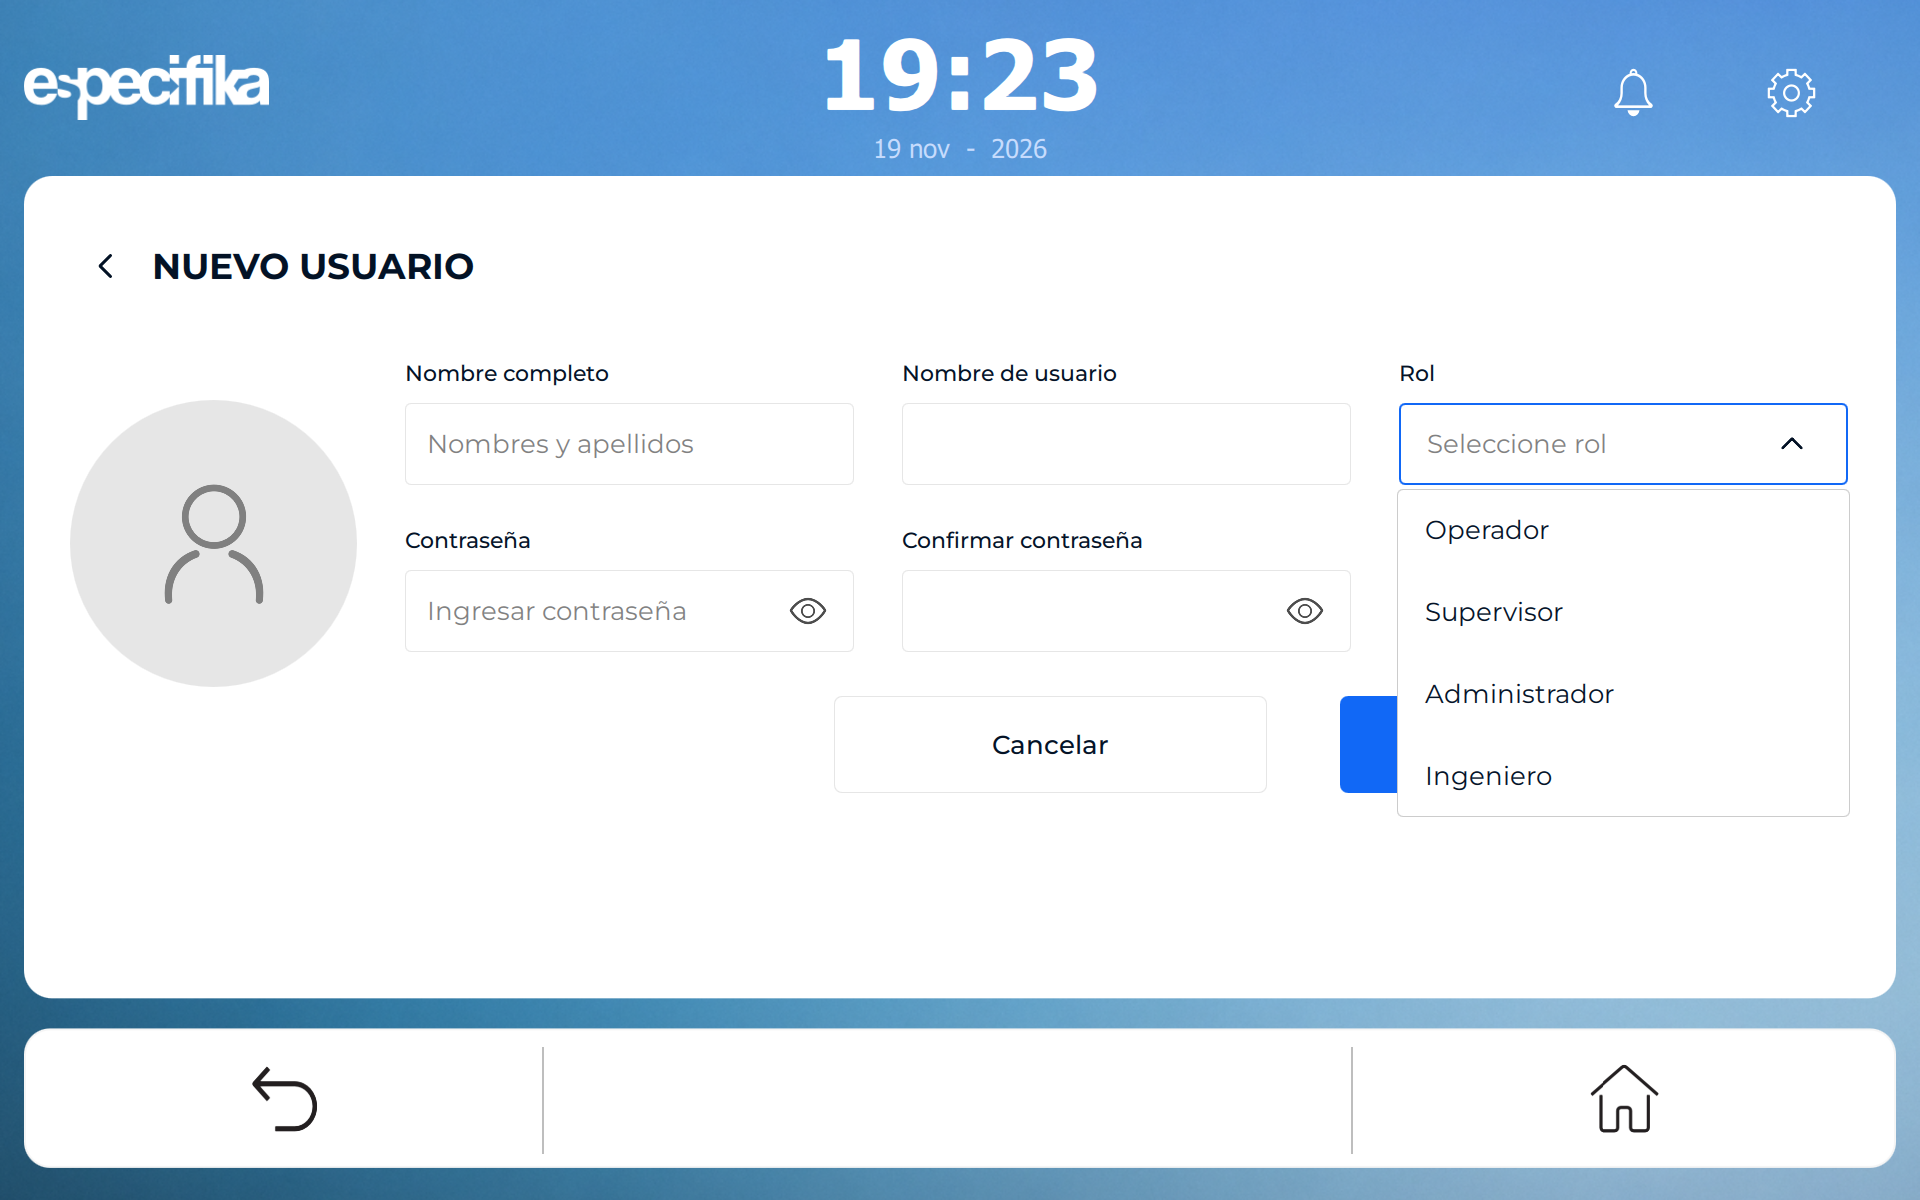 especifika
19:23
19 nov - 2026
NUEVO USUARIO
Nombre completo
Nombre de usuario
Rol
Nombres y apellidos
Seleccione rol
Operador
Supervisor
Administrador
Ingeniero
Contraseña
Confirmar contraseña
Ingresar contraseña
Cancelar